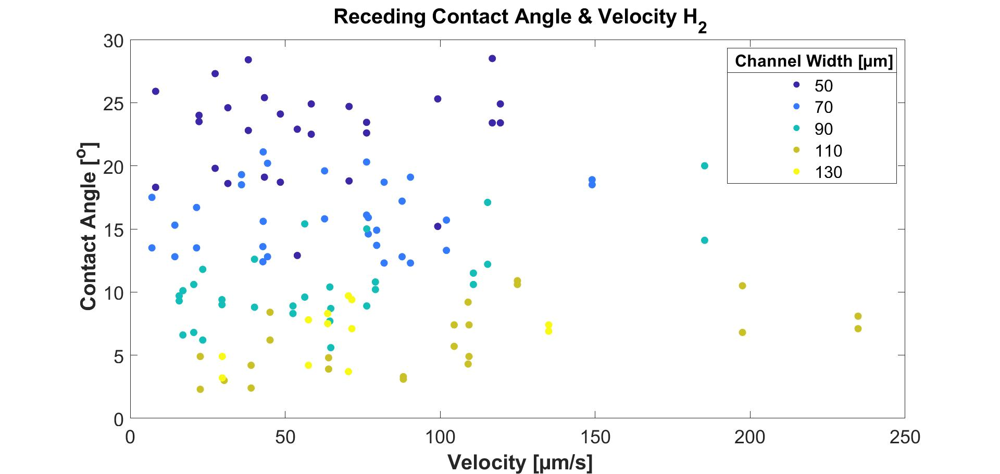 Receding Contact Angle & Velocity H2
30
25
20
15
10
5
0
Contact Angle [º]
0 50 100 150 200 250
Velocity [µm/s]
Channel Width [µm]
50
70
90
110
130